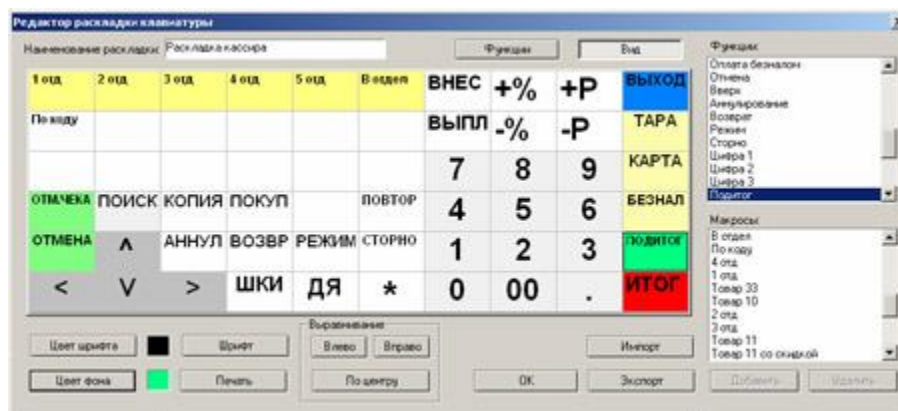 Редактор раскладки клавиатуры
Наименование раскладки: Раскладка кассира Функции Вид Функции:
1 отд 2 отд 3 отд 4 отд 5 отд В отдел ВНЕС +% +Р ВЫХОД
По коду ВЫПЛ -% -Р ТАРА
7 8 9 КАРТА
ОТМ.ЧЕКА ПОИСК КОПИЯ ПОКУП ПОВТОР 4 5 6 БЕЗНАЛ
ОТМЕНА ʌ АННУЛ ВОЗВР РЕЖИМ СТОРНО 1 2 3 ПОДИТОГ
< V > ШКИ ДЯ * 0 00 . ИТОГ
Оплата безналом
Отмена
Вверх
Аннулирование
Возврат
Режим
Сторно
Цифра 1
Цифра 2
Цифра 3
Подитог
Макросы:
В отдел
По коду
4 отд
1 отд
Товар 33
Товар 10
2 отд
3 отд
Товар 11
Товар 11 со скидкой
Выравнивание
Цвет шрифта Шрифт Влево Вправо Импорт
Цвет фона Печать По центру OK Экспорт Добавить Удалить